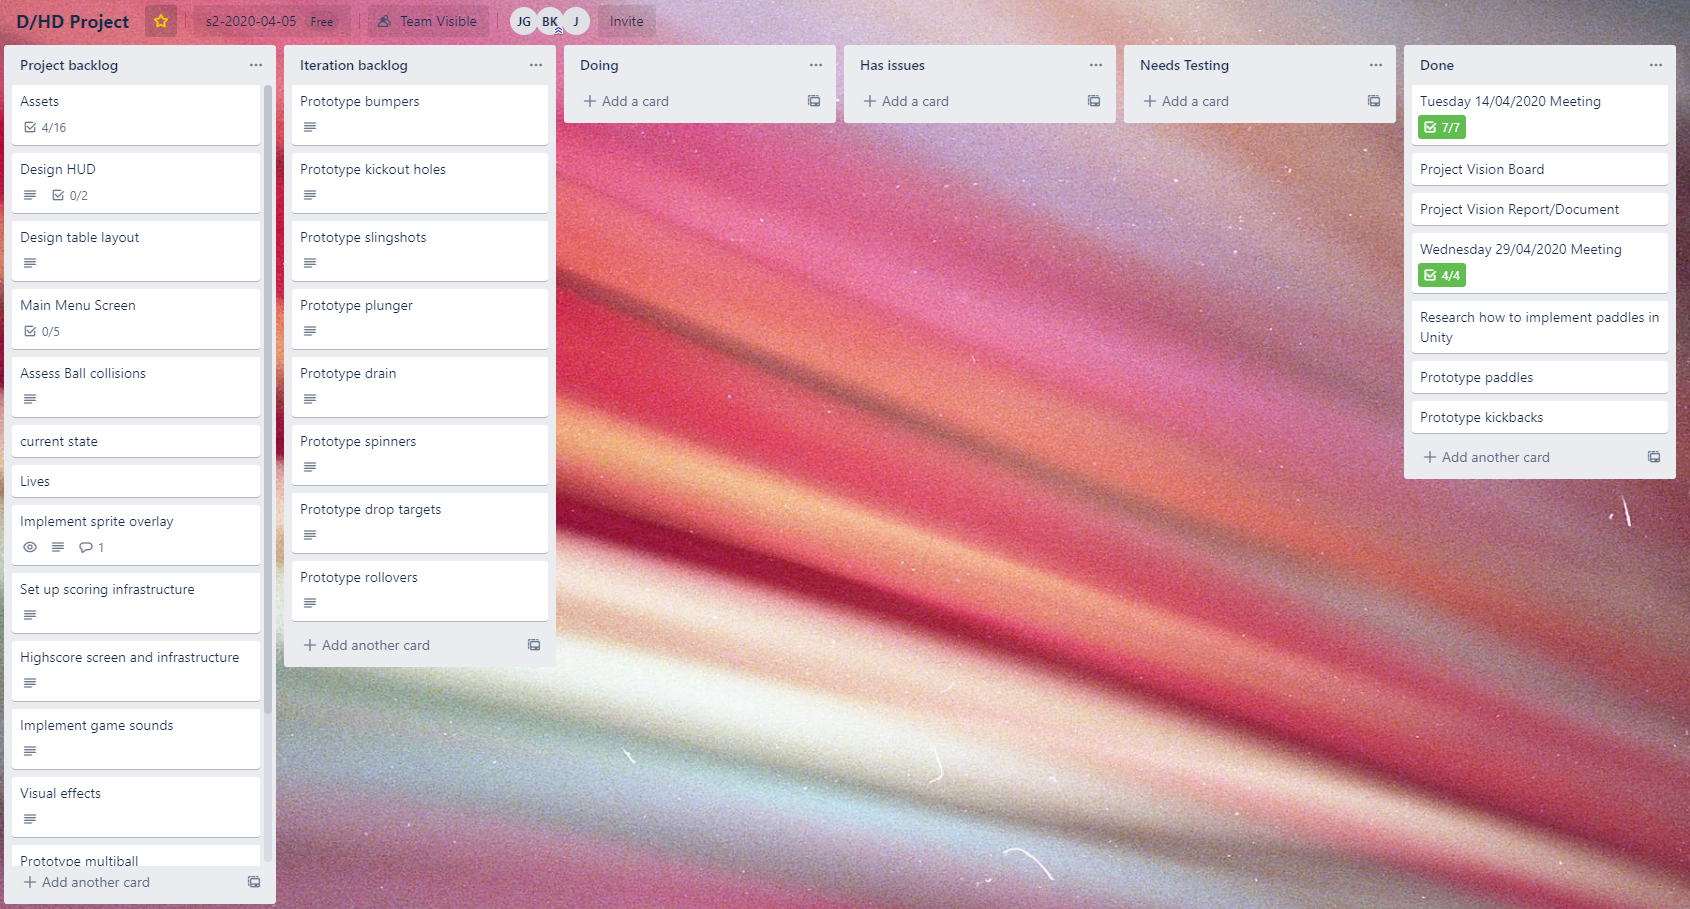 D/HD Project
s2-2020-04-05 Free
Team Visible
JG BK J
Invite
Project backlog
Assets
4/16
Design HUD
0/2
Design table layout
Main Menu Screen
0/5
Assess Ball collisions
current state
Lives
Implement sprite overlay
1
Set up scoring infrastructure
Highscore screen and infrastructure
Implement game sounds
Visual effects
Prototype multiball
+ Add another card
Iteration backlog
Prototype bumpers
Prototype kickout holes
Prototype slingshots
Prototype plunger
Prototype drain
Prototype spinners
Prototype drop targets
Prototype rollovers
+ Add another card
Doing
+ Add a card
Has issues
+ Add a card
Needs Testing
+ Add a card
Done
Tuesday 14/04/2020 Meeting
7/7
Project Vision Board
Project Vision Report/Document
Wednesday 29/04/2020 Meeting
4/4
Research how to implement paddles in
Unity
Prototype paddles
Prototype kickbacks
+ Add another card